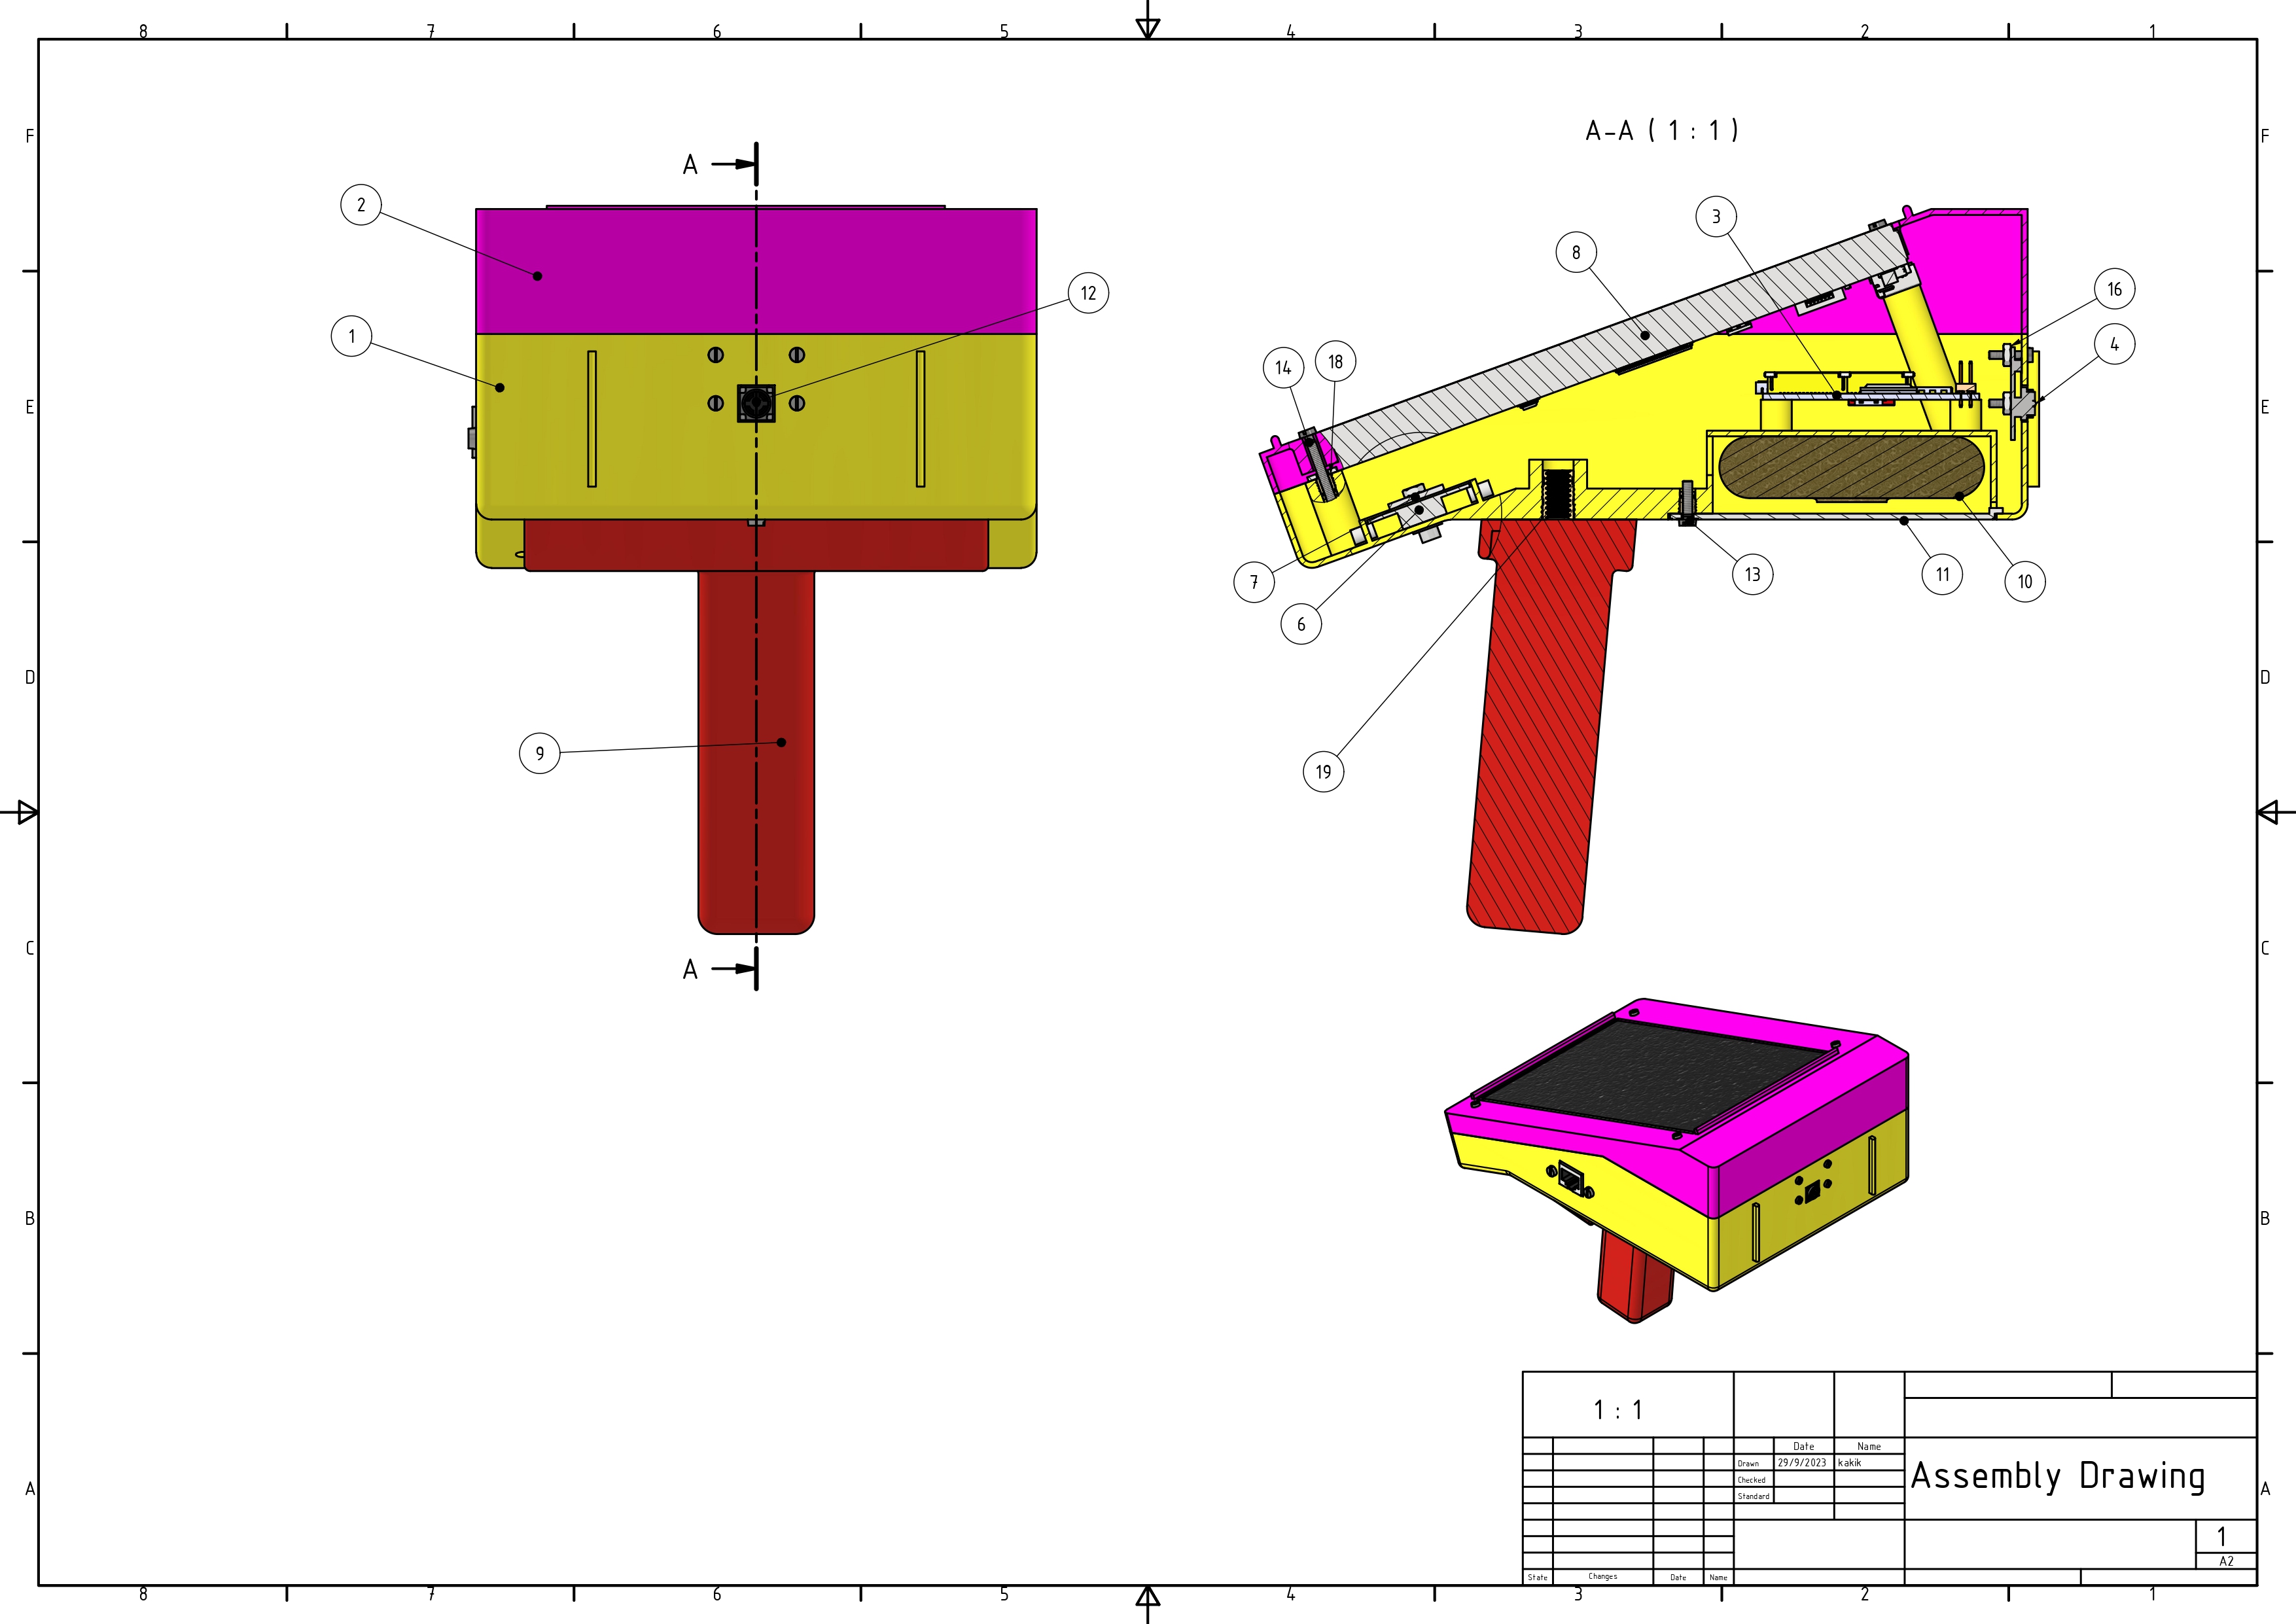 8 7 6 5 4 3 2 1
F F
A-A ( 1 : 1 )
A
2
3
8
12
16
1
4
14
18
E E
7
13
11
10
6
D D
9
19
C C
A
B B
1 : 1
Date Name
Drawn 29/9/2023 kakik
Checked
Standard
Assembly Drawing
A A
1
A2
State Changes Date Name
8 7 6 5 4 3 2 1